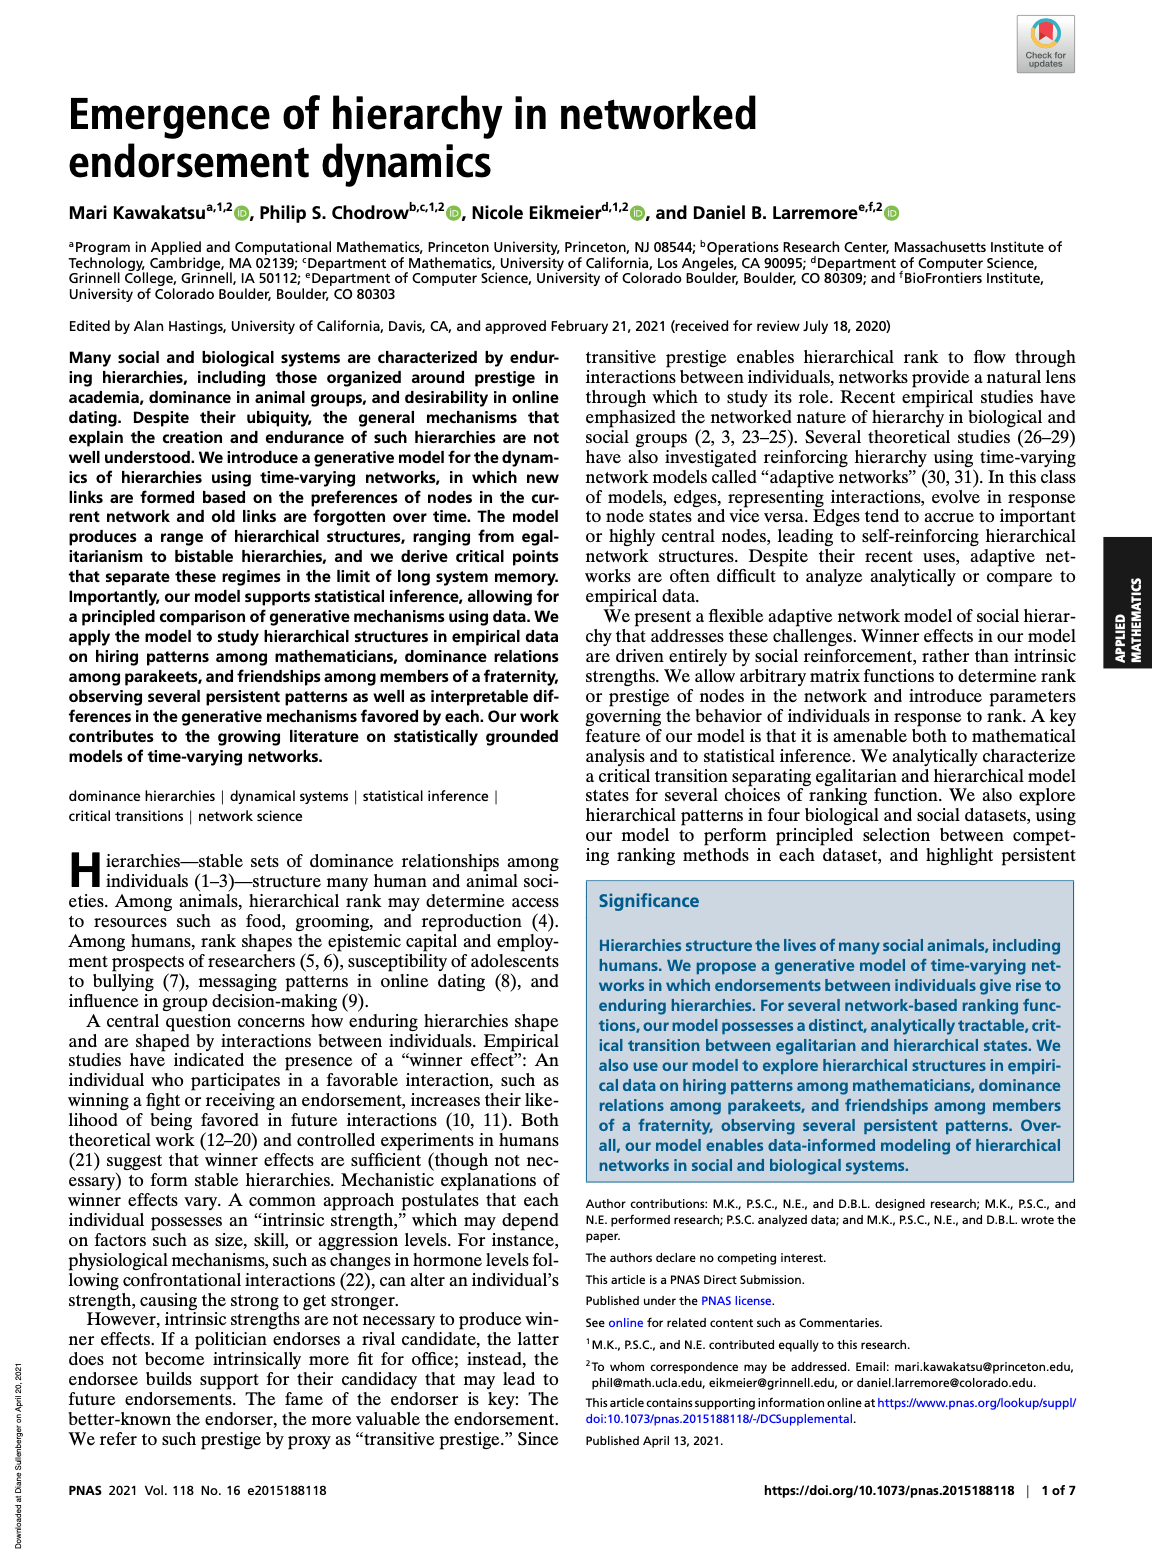 Check for
updates
Emergence of hierarchy in networked
endorsement dynamics
Mari Kawakatsua,1,2, Philip S. Chodrowb,c,1,2, Nicole Eikmeierd,1,2, and Daniel B. Larremoree,f,2
aProgram in Applied and Computational Mathematics, Princeton University, Princeton, NJ 08544; bOperations Research Center, Massachusetts Institute of
Technology, Cambridge, MA 02139; cDepartment of Mathematics, University of California, Los Angeles, CA 90095; dDepartment of Computer Science,
Grinnell College, Grinnell, IA 50112; eDepartment of Computer Science, University of Colorado Boulder, Boulder, CO 80309; and fBioFrontiers Institute,
University of Colorado Boulder, Boulder, CO 80303
Edited by Alan Hastings, University of California, Davis, CA, and approved February 21, 2021 (received for review July 18, 2020)
Many social and biological systems are characterized by endur-
ing hierarchies, including those organized around prestige in
academia, dominance in animal groups, and desirability in online
dating. Despite their ubiquity, the general mechanisms that
explain the creation and endurance of such hierarchies are not
well understood. We introduce a generative model for the dynam-
ics of hierarchies using time-varying networks, in which new
links are formed based on the preferences of nodes in the cur-
rent network and old links are forgotten over time. The model
produces a range of hierarchical structures, ranging from egal-
itarianism to bistable hierarchies, and we derive critical points
that separate these regimes in the limit of long system memory.
Importantly, our model supports statistical inference, allowing for
a principled comparison of generative mechanisms using data. We
apply the model to study hierarchical structures in empirical data
on hiring patterns among mathematicians, dominance relations
among parakeets, and friendships among members of a fraternity,
observing several persistent patterns as well as interpretable dif-
ferences in the generative mechanisms favored by each. Our work
contributes to the growing literature on statistically grounded
models of time-varying networks.
dominance hierarchies | dynamical systems | statistical inference |
critical transitions | network science
Hierarchies—stable sets of dominance relationships among
individuals (1–3)—structure many human and animal soci-
eties. Among animals, hierarchical rank may determine access
to resources such as food, grooming, and reproduction (4).
Among humans, rank shapes the epistemic capital and employ-
ment prospects of researchers (5, 6), susceptibility of adolescents
to bullying (7), messaging patterns in online dating (8), and
influence in group decision-making (9).
A central question concerns how enduring hierarchies shape
and are shaped by interactions between individuals. Empirical
studies have indicated the presence of a “winner effect”: An
individual who participates in a favorable interaction, such as
winning a fight or receiving an endorsement, increases their like-
lihood of being favored in future interactions (10, 11). Both
theoretical work (12–20) and controlled experiments in humans
(21) suggest that winner effects are sufficient (though not nec-
essary) to form stable hierarchies. Mechanistic explanations of
winner effects vary. A common approach postulates that each
individual possesses an “intrinsic strength,” which may depend
on factors such as size, skill, or aggression levels. For instance,
physiological mechanisms, such as changes in hormone levels fol-
lowing confrontational interactions (22), can alter an individual’s
strength, causing the strong to get stronger.
However, intrinsic strengths are not necessary to produce win-
ner effects. If a politician endorses a rival candidate, the latter
does not become intrinsically more fit for office; instead, the
endorsee builds support for their candidacy that may lead to
future endorsements. The fame of the endorser is key: The
better-known the endorser, the more valuable the endorsement.
We refer to such prestige by proxy as “transitive prestige.” Since
transitive prestige enables hierarchical rank to flow through
interactions between individuals, networks provide a natural lens
through which to study its role. Recent empirical studies have
emphasized the networked nature of hierarchy in biological and
social groups (2, 3, 23–25). Several theoretical studies (26–29)
have also investigated reinforcing hierarchy using time-varying
network models called “adaptive networks” (30, 31). In this class
of models, edges, representing interactions, evolve in response
to node states and vice versa. Edges tend to accrue to important
or highly central nodes, leading to self-reinforcing hierarchical
network structures. Despite their recent uses, adaptive net-
works are often difficult to analyze analytically or compare to
empirical data.
We present a flexible adaptive network model of social hierar-
chy that addresses these challenges. Winner effects in our model
are driven entirely by social reinforcement, rather than intrinsic
strengths. We allow arbitrary matrix functions to determine rank
or prestige of nodes in the network and introduce parameters
governing the behavior of individuals in response to rank. A key
feature of our model is that it is amenable both to mathematical
analysis and to statistical inference. We analytically characterize
a critical transition separating egalitarian and hierarchical model
states for several choices of ranking function. We also explore
hierarchical patterns in four biological and social datasets, using
our model to perform principled selection between compet-
ing ranking methods in each dataset, and highlight persistent
Significance
Hierarchies structure the lives of many social animals, including
humans. We propose a generative model of time-varying net-
works in which endorsements between individuals give rise to
enduring hierarchies. For several network-based ranking func-
tions, our model possesses a distinct, analytically tractable, crit-
ical transition between egalitarian and hierarchical states. We
also use our model to explore hierarchical structures in empiri-
cal data on hiring patterns among mathematicians, dominance
relations among parakeets, and friendships among members
of a fraternity, observing several persistent patterns. Over-
all, our model enables data-informed modeling of hierarchical
networks in social and biological systems.
Author contributions: M.K., P.S.C., N.E., and D.B.L. designed research; M.K., P.S.C., and
N.E. performed research; P.S.C. analyzed data; and M.K., P.S.C., N.E., and D.B.L. wrote the
paper.
The authors declare no competing interest.
This article is a PNAS Direct Submission.
Published under the PNAS license.
See online for related content such as Commentaries.
1M.K., P.S.C., and N.E. contributed equally to this research.
2To whom correspondence may be addressed. Email: mari.kawakatsu@princeton.edu,
phil@math.ucla.edu, eikmeier@grinnell.edu, or daniel.larremore@colorado.edu.
This article contains supporting information online at https://www.pnas.org/lookup/suppl/
doi:10.1073/pnas.2015188118/-/DCSupplemental.
Published April 13, 2021.
APPLIED
MATHEMATICS
Downloaded at Diane Sullenberger on April 20, 2021
PNAS 2021 Vol. 118 No. 16 e2015188118
https://doi.org/10.1073/pnas.2015188118 | 1 of 7